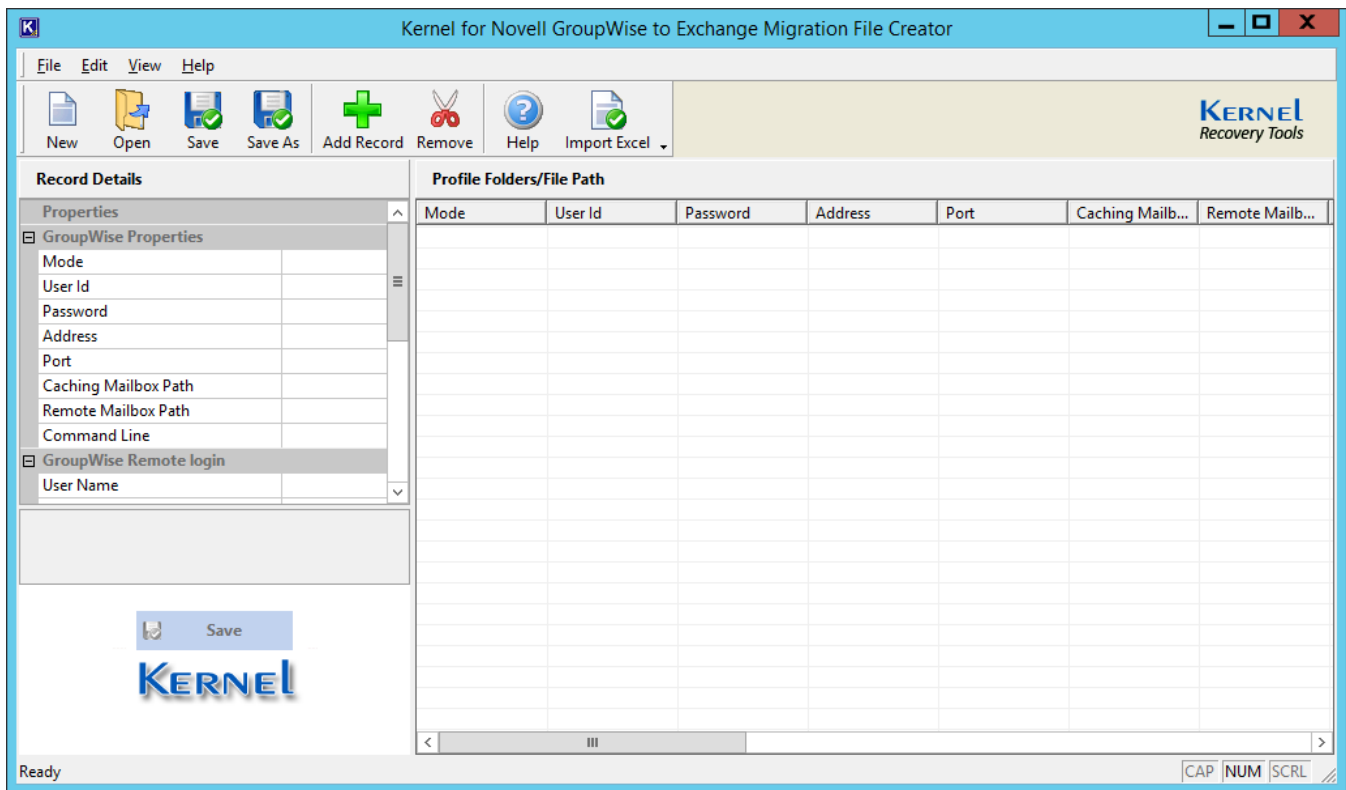 Kernel for Novell GroupWise to Exchange Migration File Creator
File Edit View Help
New Open Save Save As Add Record Remove Help Import Excel
KERNEL
Recovery Tools
Record Details
Profile Folders/File Path
Properties
GroupWise Properties
Mode
User Id
Password
Address
Port
Caching Mailbox Path
Remote Mailbox Path
Command Line
GroupWise Remote login
User Name
Mode User Id Password Address Port Caching Mailb... Remote Mailb...
Save
KERNEL
Ready
CAP NUM SCRL